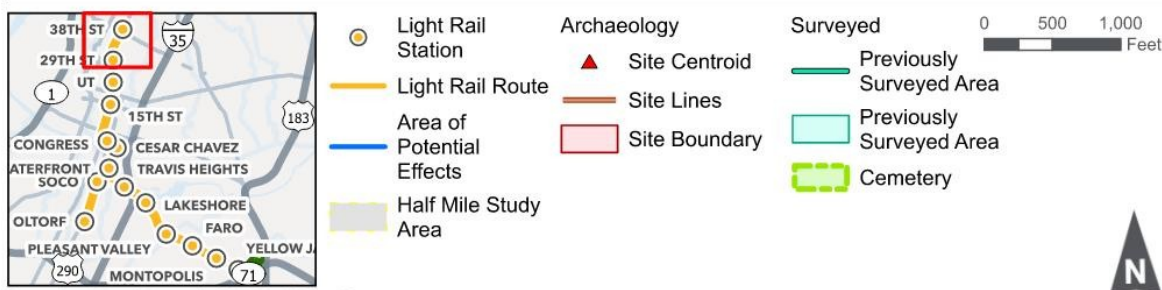 38TH ST
35
29TH ST
UT
1
15TH ST
183
CONGRESS
CESAR CHAVEZ
ATERFRONT
TRAVIS HEIGHTS
SOCO
LAKESHORE
OLTORF
FARO
PLEASANT VALLEY
YELLOW JA
290
MONTOPOLIS
71
Light Rail
Station
Light Rail Route
Area of
Potential
Effects
Half Mile Study
Area
Archaeology
Site Centroid
Site Lines
Site Boundary
Surveyed
Previously
Surveyed Area
Previously
Surveyed Area
Cemetery
0 500 1,000
Feet
N